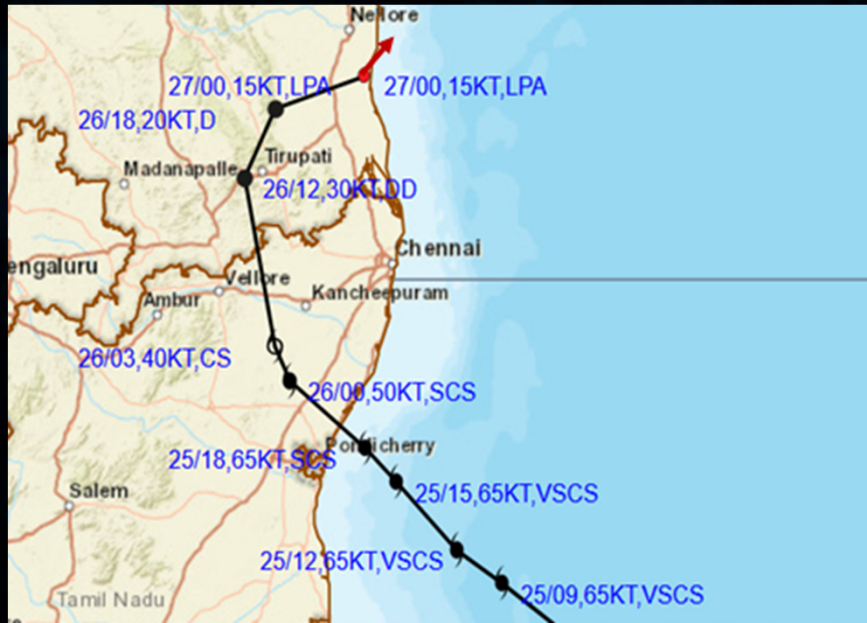 Nellore
27/00,15KT,LPA
27/00,15KT,LPA
26/18,20KT,D
Madanapalle
Tirupati
26/12,30KT,DD
Chennai
engaluru
Vellore
Kancheepuram
Ambur
26/03,40KT,CS
26/00,50KT,SCS
Pondicherry
25/18,65KT,SCS
Salem
25/15,65KT,VSCS
25/12,65KT,VSCS
25/09,65KT,VSCS
Tamil Nadu
re